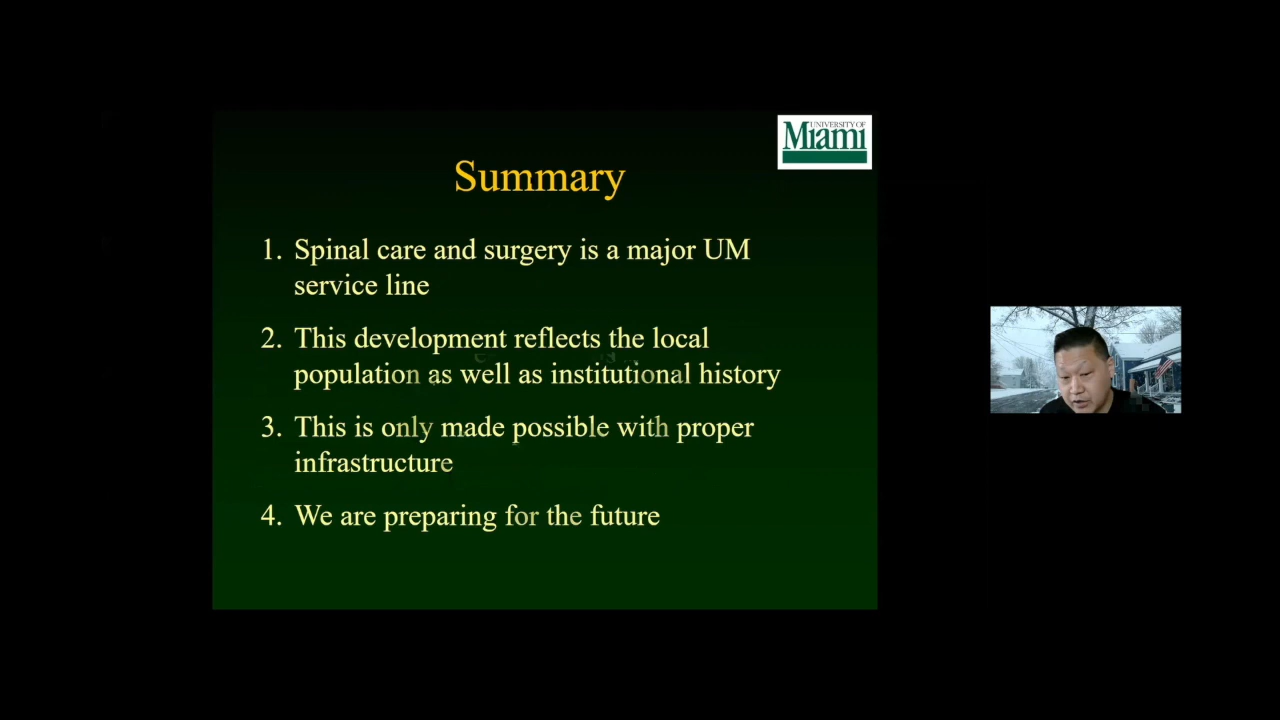 UNIVERSITY OF
Miami
Summary
1. Spinal care and surgery is a major UM
service line
2. This development reflects the local
population as well as institutional history
3. This is only made possible with proper
infrastructure
4. We are preparing for the future